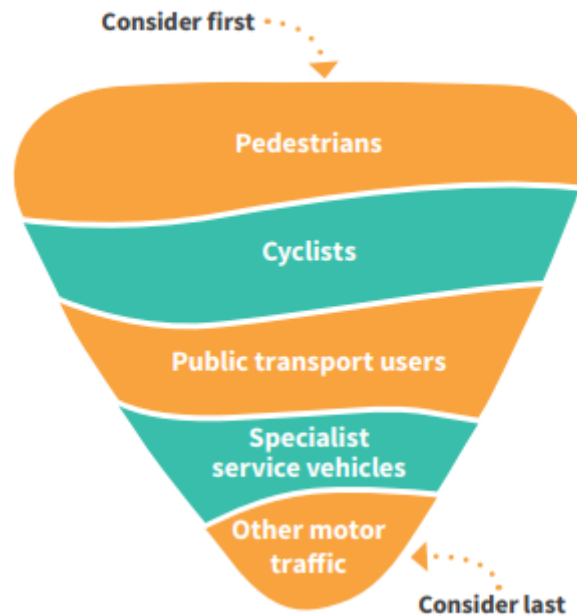 Consider first
Pedestrians
Cyclists
Public transport users
Specialist
service vehicles
Other motor
traffic
Consider last